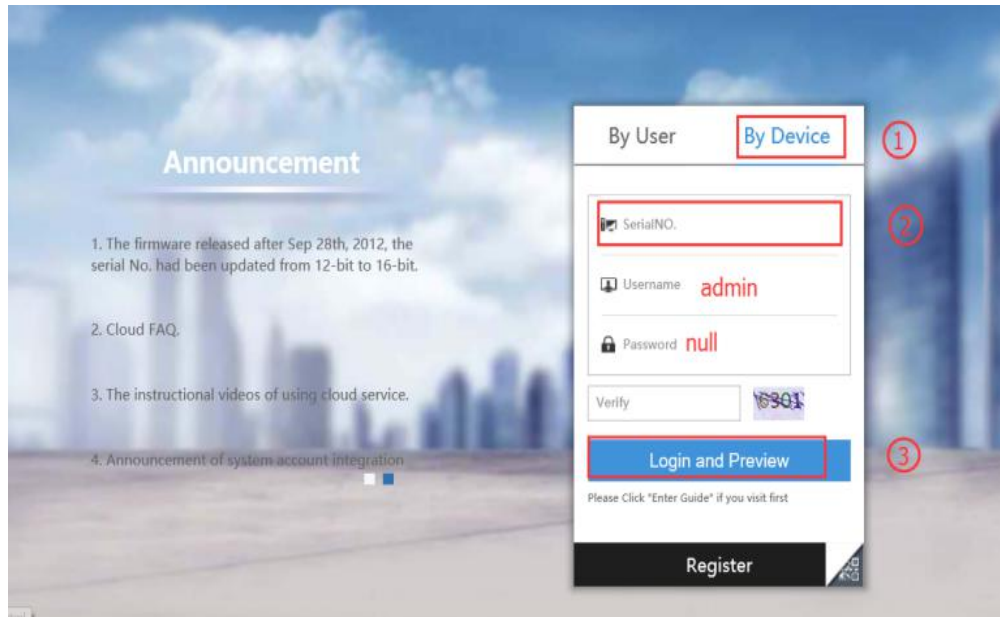 Announcement
1. The firmware released after Sep 28th, 2012, the
serial No. had been updated from 12-bit to 16-bit.
2. Cloud FAQ.
3. The instructional videos of using cloud service.
4. Announcement of system account integration
By User
By Device
1
SerialNO.
2
Username admin
Password null
Verify
6301
Login and Preview
3
Please Click "Enter Guide" if you visit first
Register